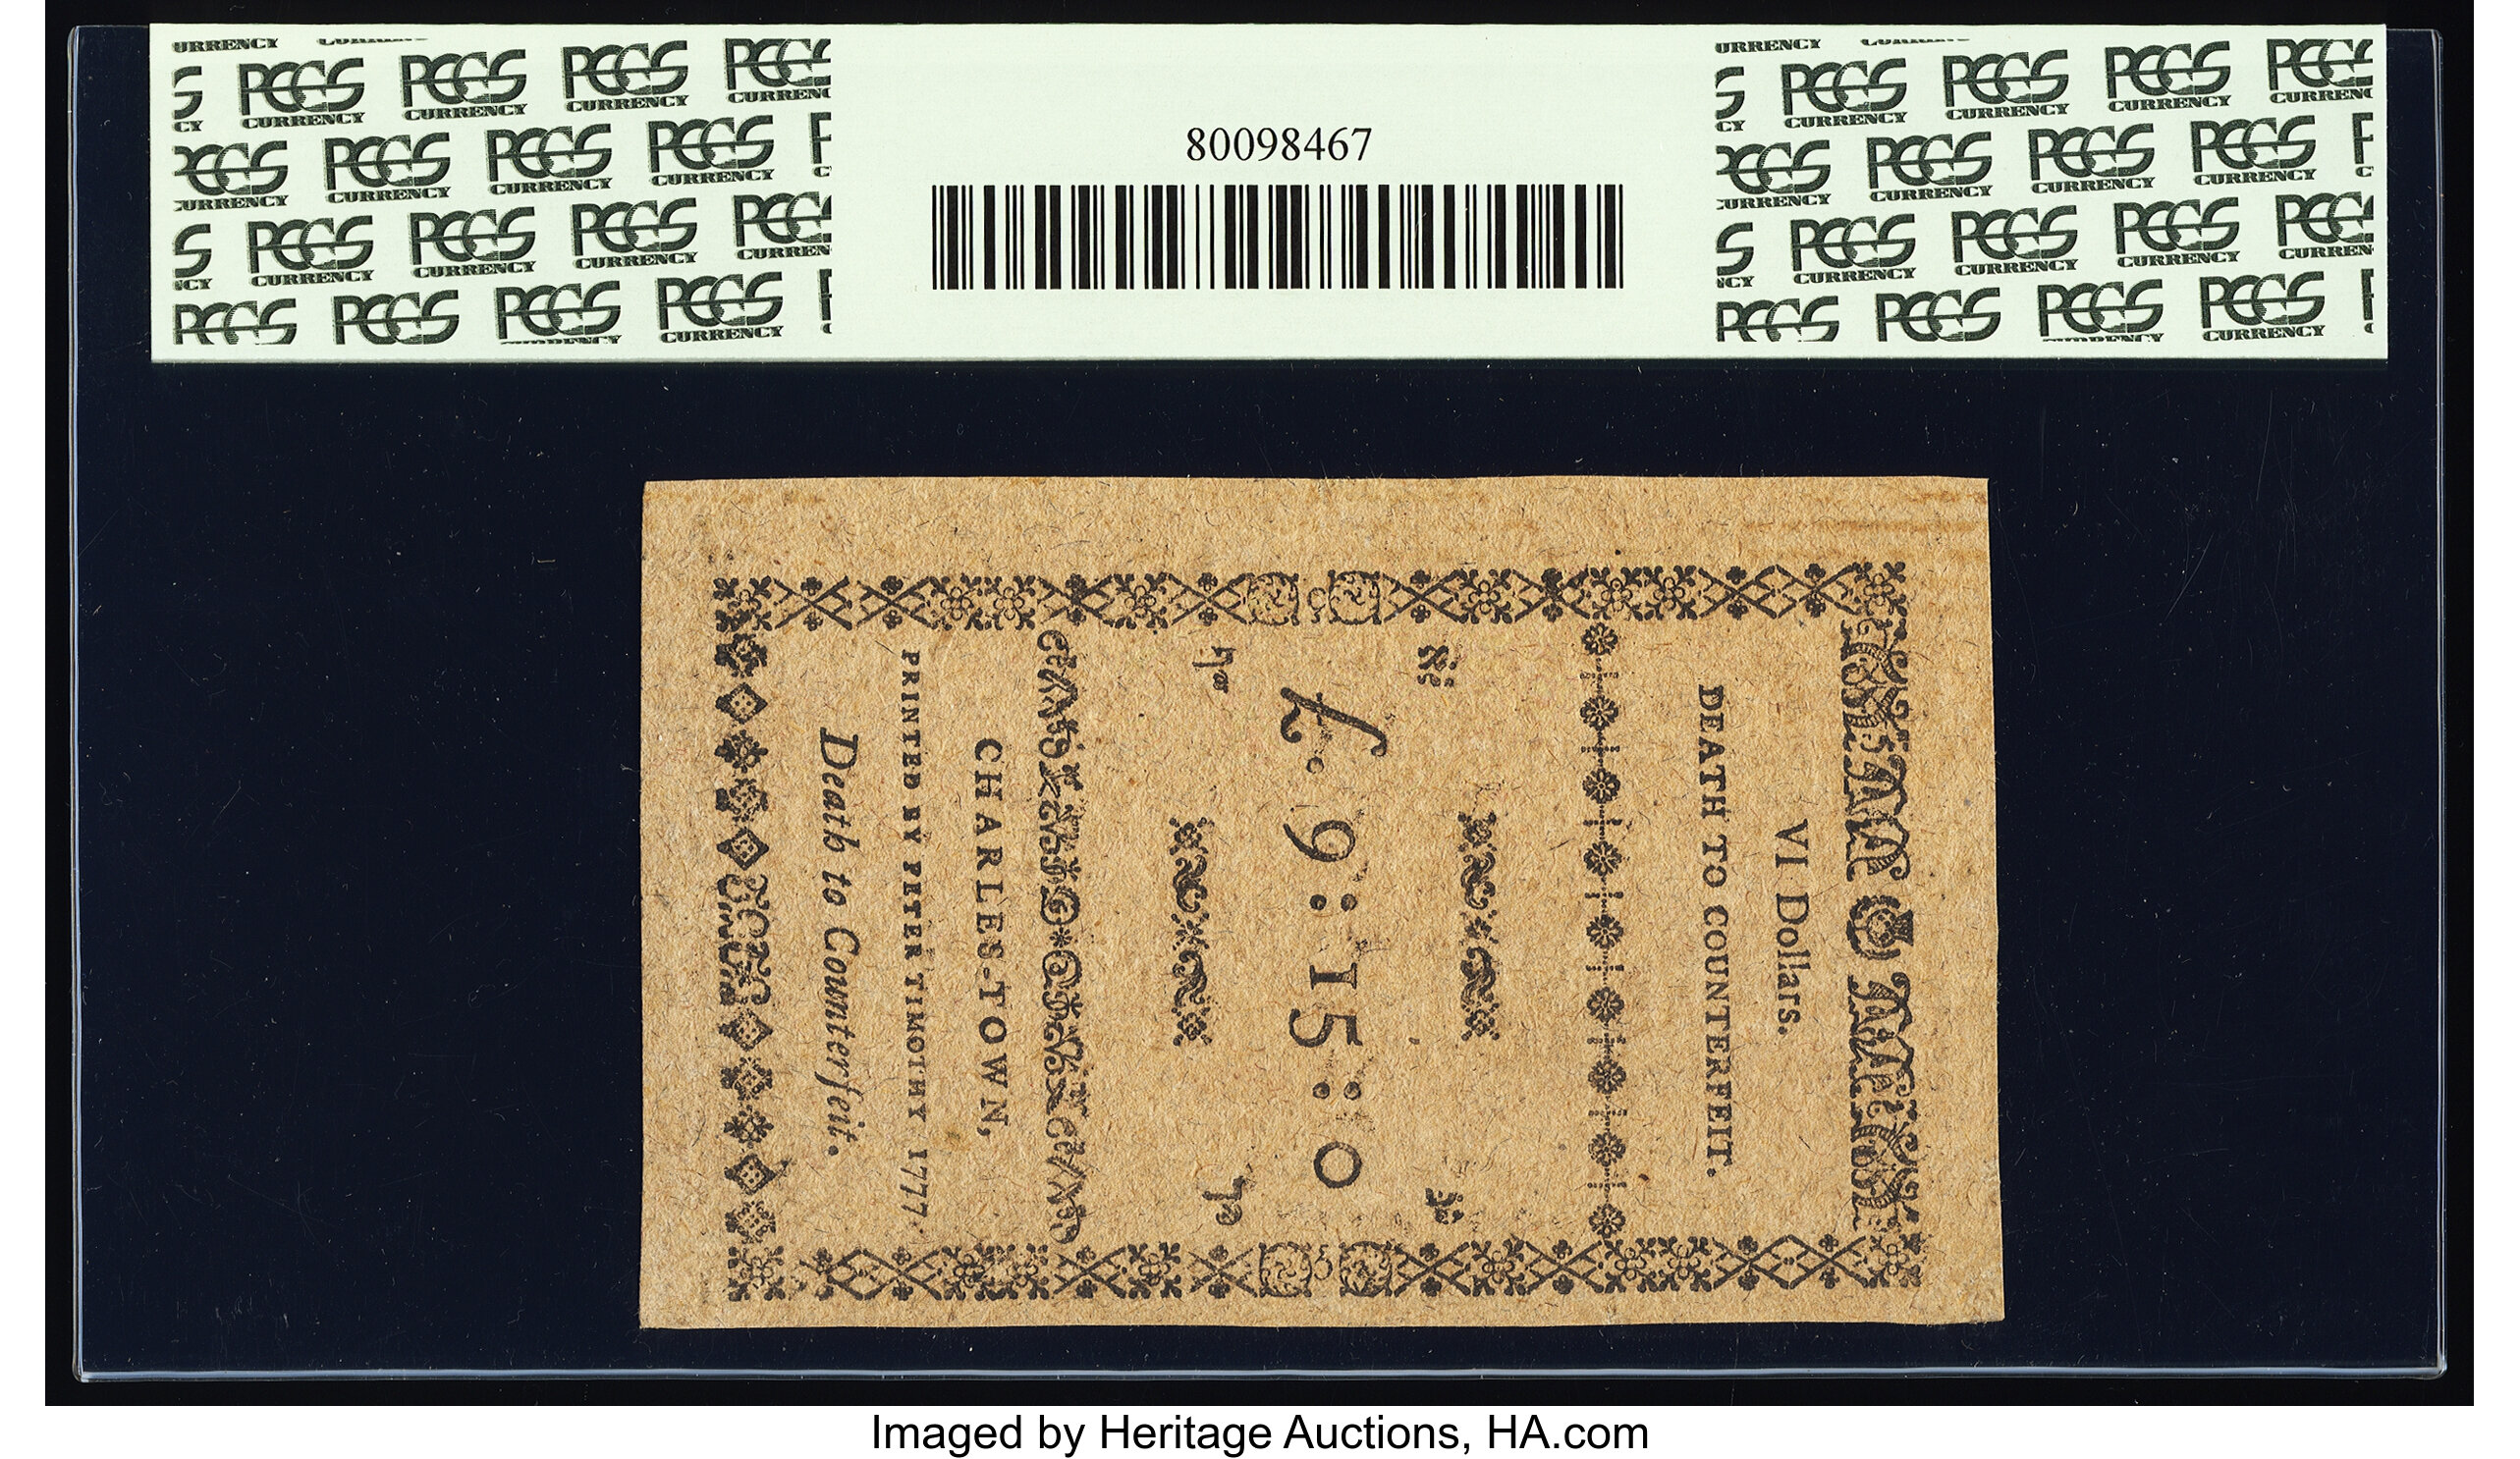 PCGS CURRENCY
80098467
VI Dollars.
DEATH TO COUNTERFEIT.
£. 9 : 15 : 0
CHARLES-TOWN,
PRINTED BY PETER TIMOTHY 1777.
Death to Counterfeit.
Imaged by Heritage Auctions, HA.com